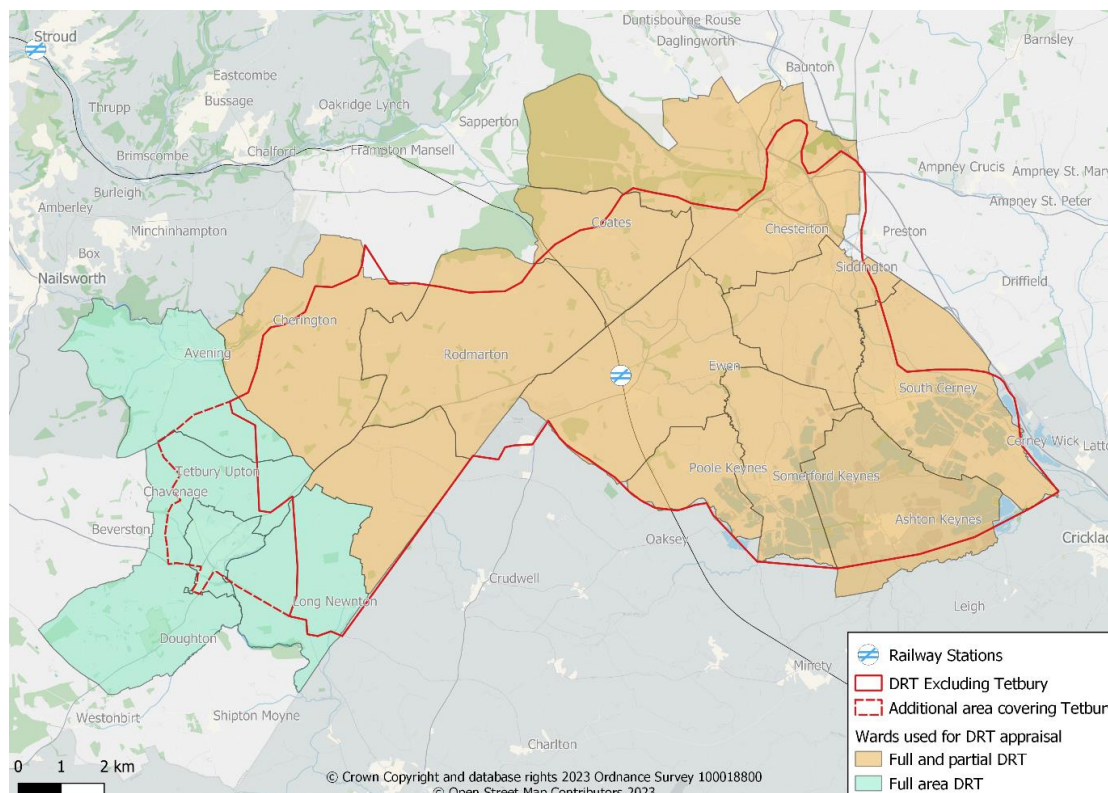 Duntisbourne Rouse
Daglingworth
Barnsley
Stroud
Eastcombe
Bussage
Baunton
Thrupp
Oakridge Lynch
Sapperton
Brimscombe
Chalford
Frampton Mansell
Ampney Crucis
Ampney St. Mary
Burleigh
Ampney St. Peter
Amberley
Minchinhampton
Coates
Chesterton
Preston
Box
Nailsworth
Siddington
Driffield
Cherington
Avening
Rodmarton
Ewen
South Cerney
Cerney Wick
Latto
Tetbury Upton
Poole Keynes
Somerford Keynes
Chavenage
Beverston
Ashton Keynes
Oaksey
Cricklad
Crudwell
Long Newnton
Leigh
Doughton
Minety
Westonbirt
Shipton Moyne
Charlton
Railway Stations
DRT Excluding Tetbury
Additional area covering Tetbur
Wards used for DRT appraisal
Full and partial DRT
Full area DRT
0 1 2 km
© Crown Copyright and database rights 2023 Ordnance Survey 100018800
© Open Street Map Contributors 2023